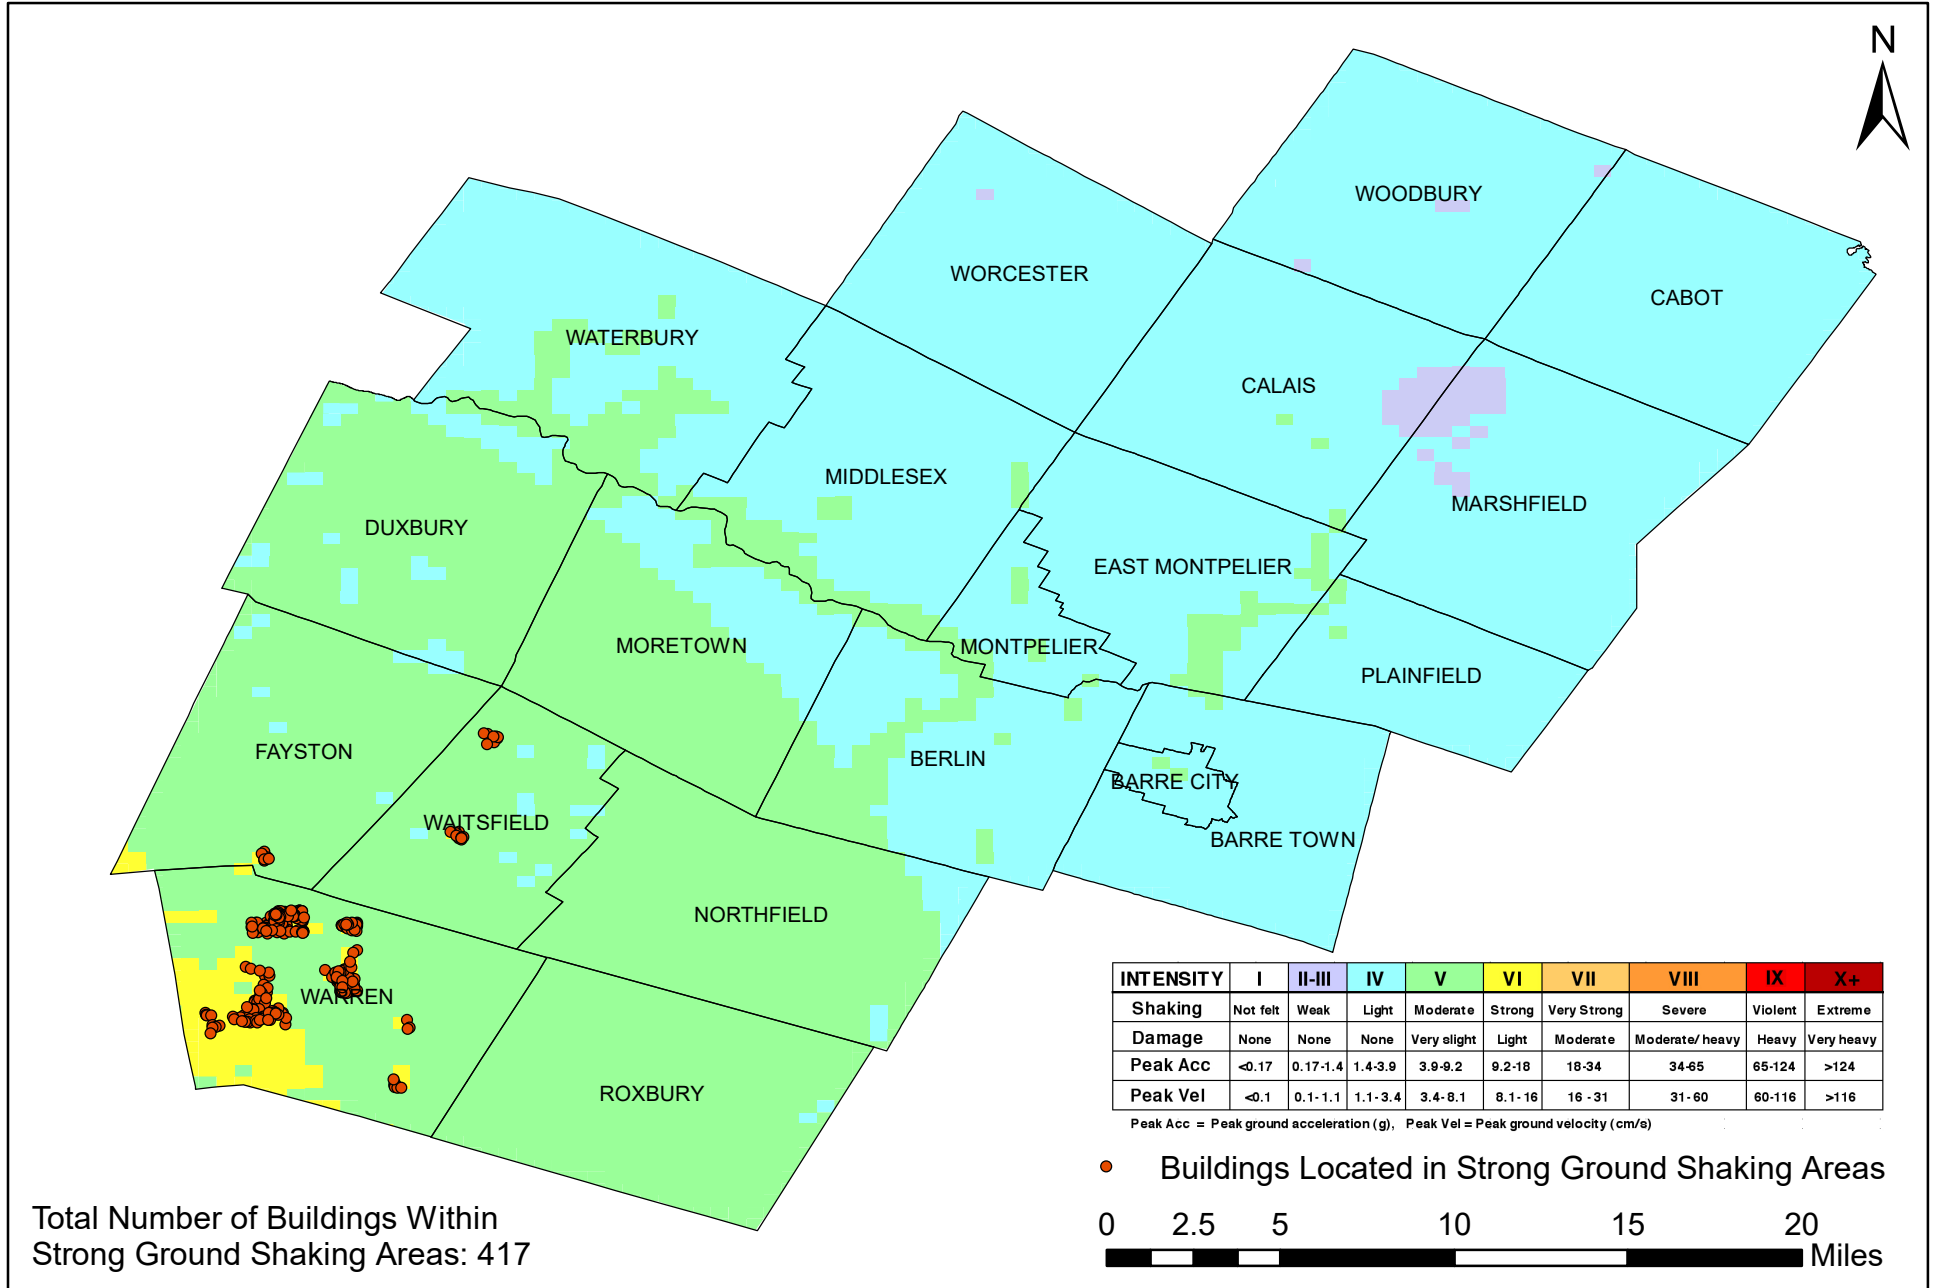 N
WOODBURY
WORCESTER
CABOT
WATERBURY
CALAIS
MIDDLESEX
MARSHFIELD
DUXBURY
EAST MONTPELIER
MORETOWN
MONTPELIER
PLAINFIELD
FAYSTON
BERLIN
BARRE CITY
WAITSFIELD
BARRE TOWN
NORTHFIELD
WARREN
ROXBURY
INTENSITY I II-III IV V VI VII VIII IX X+
Shaking Not felt Weak Light Moderate Strong Very Strong Severe Violent Extreme
Damage None None None Very slight Light Moderate Moderate/heavy Heavy Very heavy
Peak Acc <0.17 0.17-1.4 1.4-3.9 3.9-9.2 9.2-18 18-34 34-65 65-124 >124
Peak Vel <0.1 0.1-1.1 1.1-3.4 3.4-8.1 8.1-16 16-31 31-60 60-116 >116
Peak Acc = Peak ground acceleration (g), Peak Vel = Peak ground velocity (cm/s)
Buildings Located in Strong Ground Shaking Areas
0 2.5 5 10 15 20
Miles
Total Number of Buildings Within
Strong Ground Shaking Areas: 417